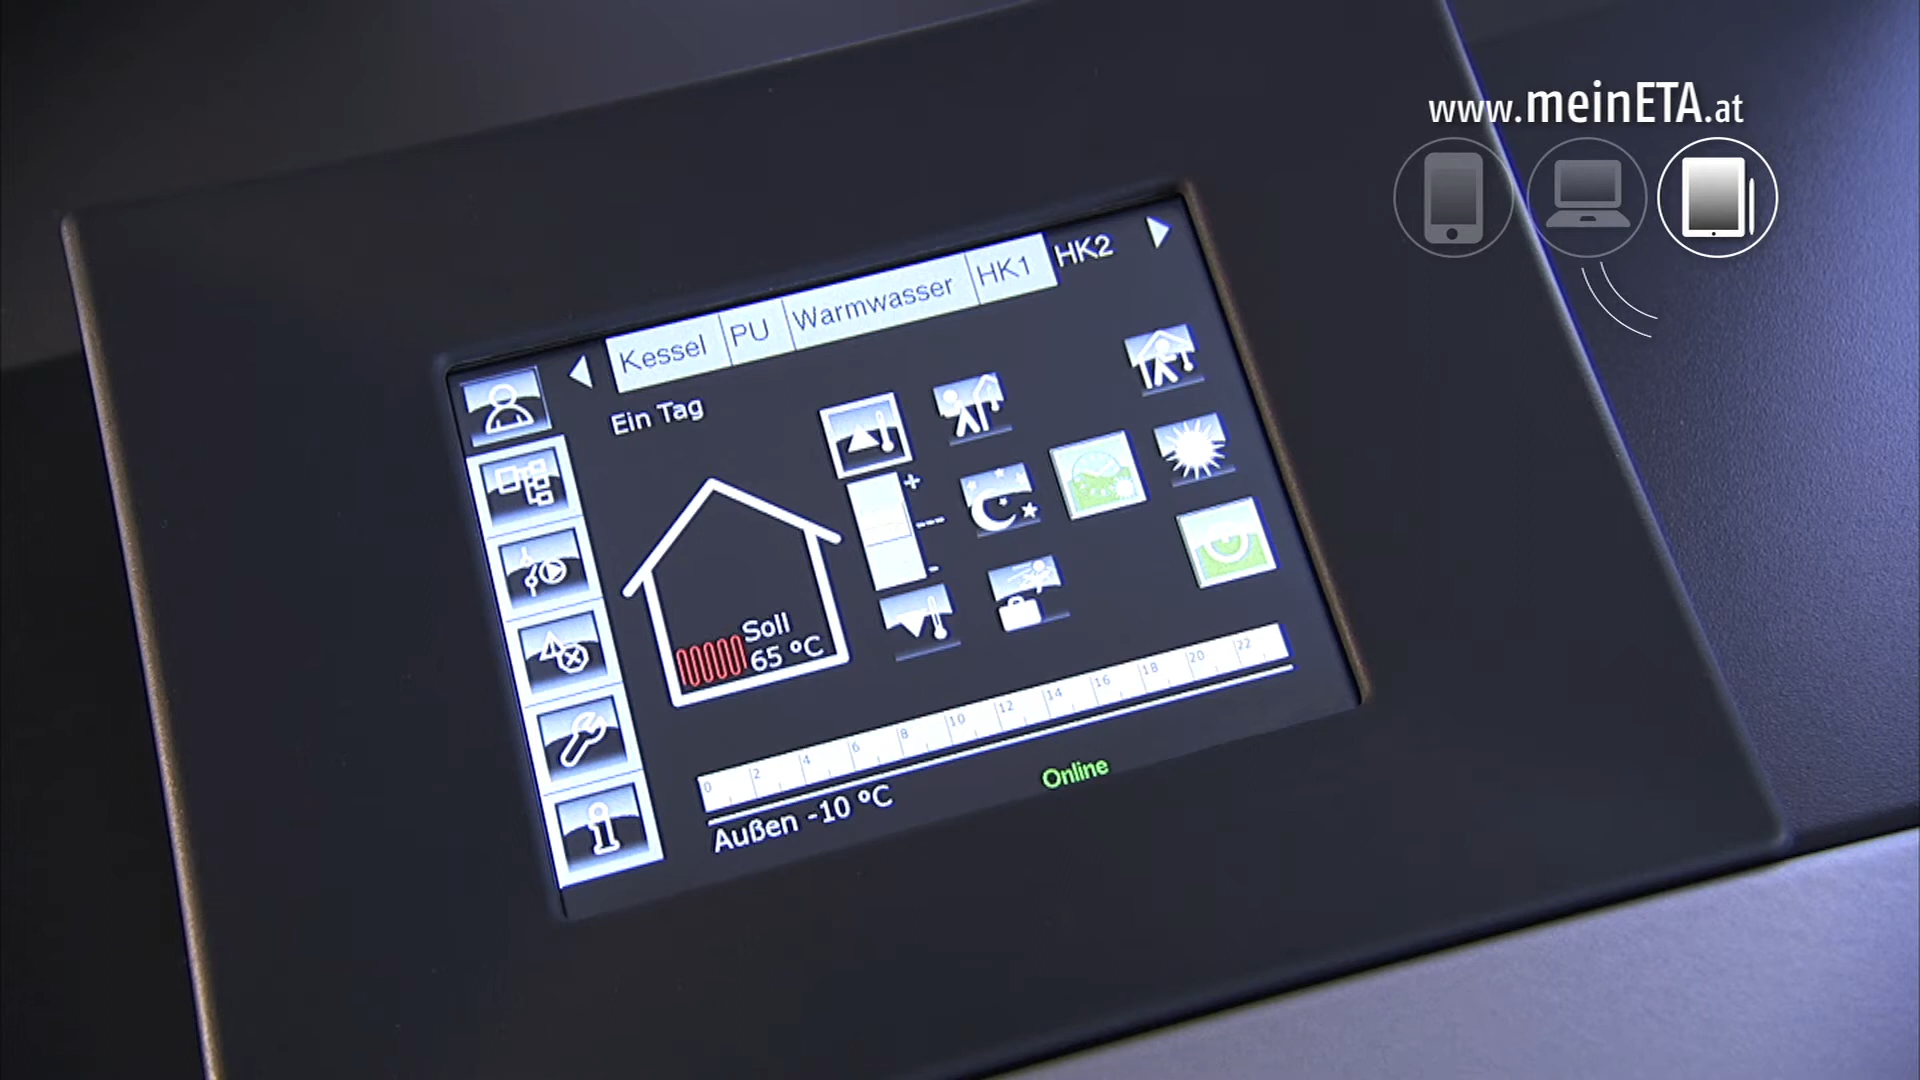 www.meinETA.at
Kessel PU Warmwasser HK1 HK2
Ein Tag
+
---
-
Soll
65 °C
0 2 4 6 8 10 12 14 16 18 20 22
Außen -10 °C
Online